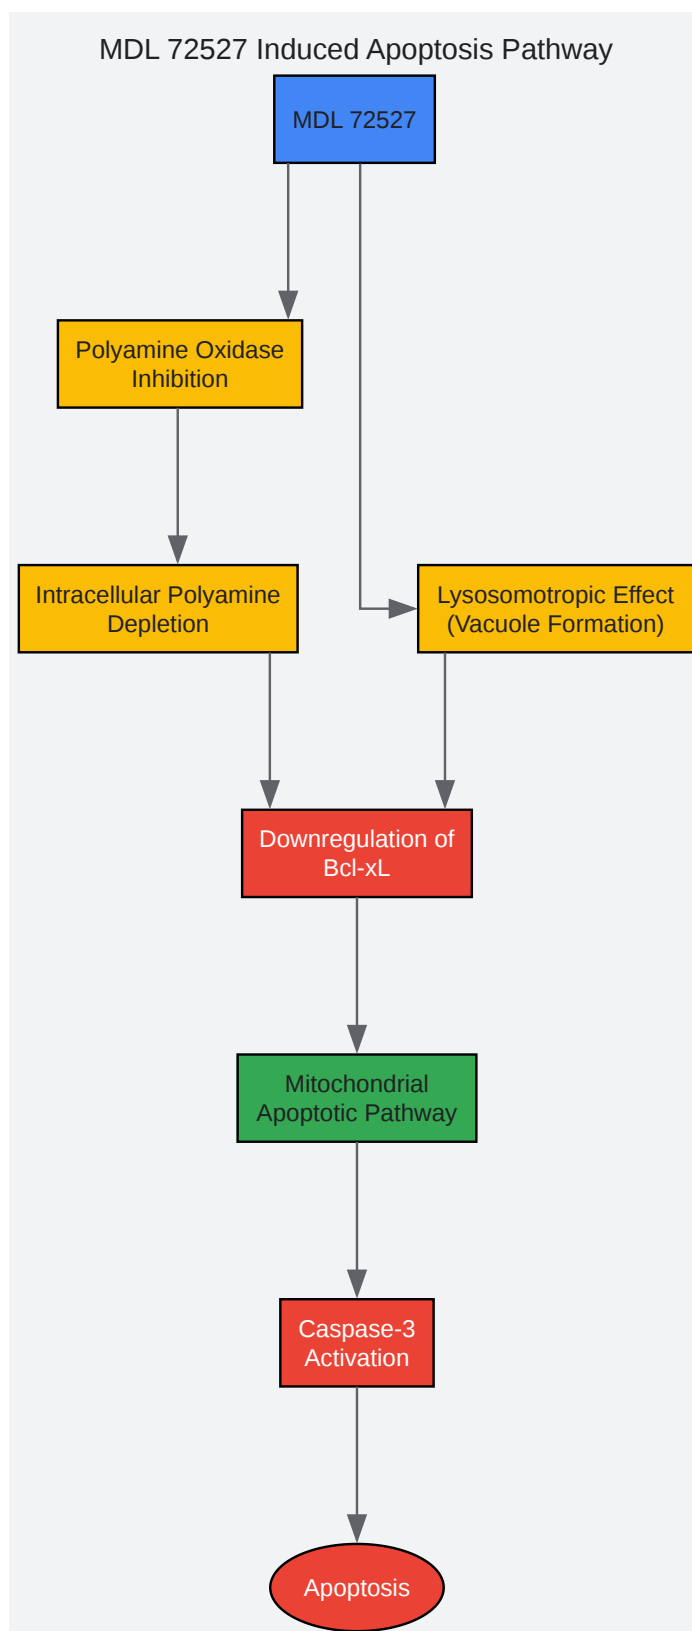 MDL 72527 Induced Apoptosis Pathway
MDL 72527
Polyamine Oxidase
Inhibition
Intracellular Polyamine
Depletion
Lysosomotropic Effect
(Vacuole Formation)
Downregulation of
Bcl-xL
Mitochondrial
Apoptotic Pathway
Caspase-3
Activation
Apoptosis